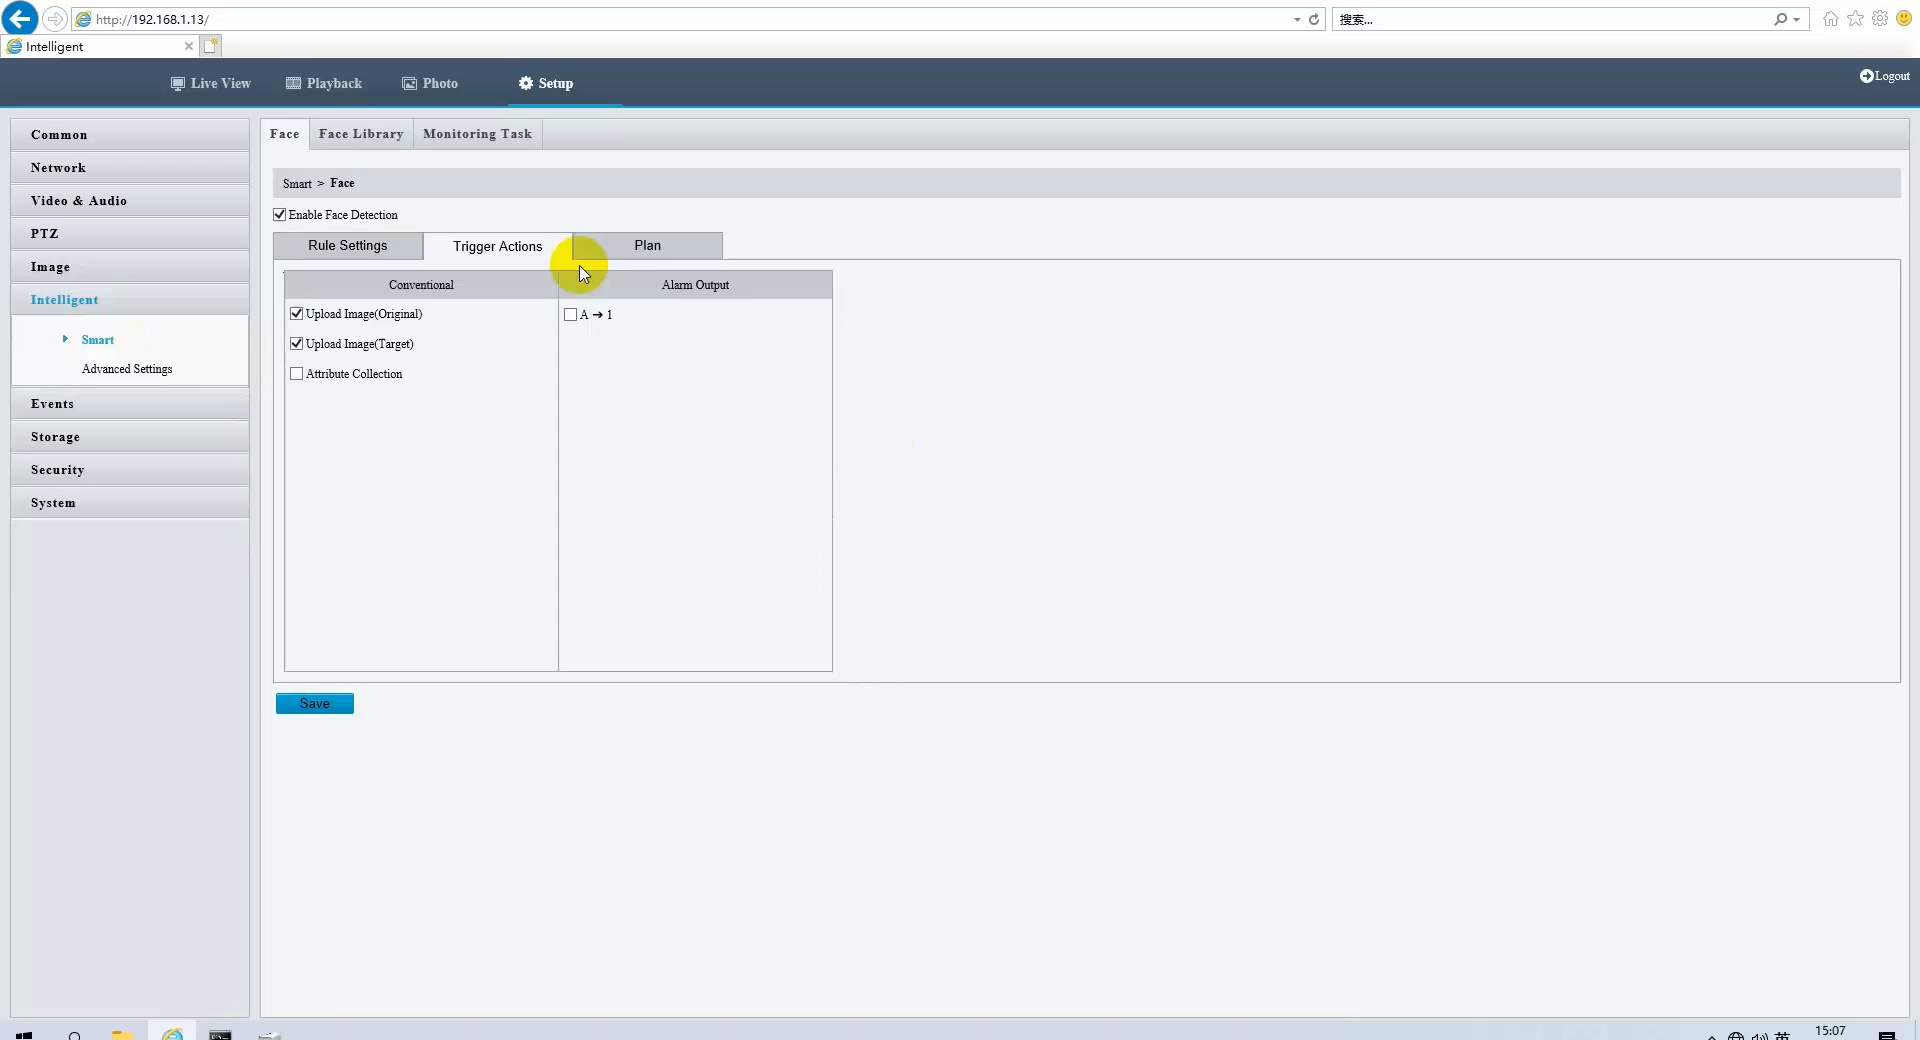 http://192.168.1.13/
搜索...
Intelligent
Live View
Playback
Photo
Setup
Logout
Common
Network
Video & Audio
PTZ
Image
Intelligent
Smart
Advanced Settings
Events
Storage
Security
System
Face
Face Library
Monitoring Task
Smart > Face
Enable Face Detection
Rule Settings
Trigger Actions
Plan
Conventional
Alarm Output
Upload Image(Original)
A ➔ 1
Upload Image(Target)
Attribute Collection
Save
英
15:07